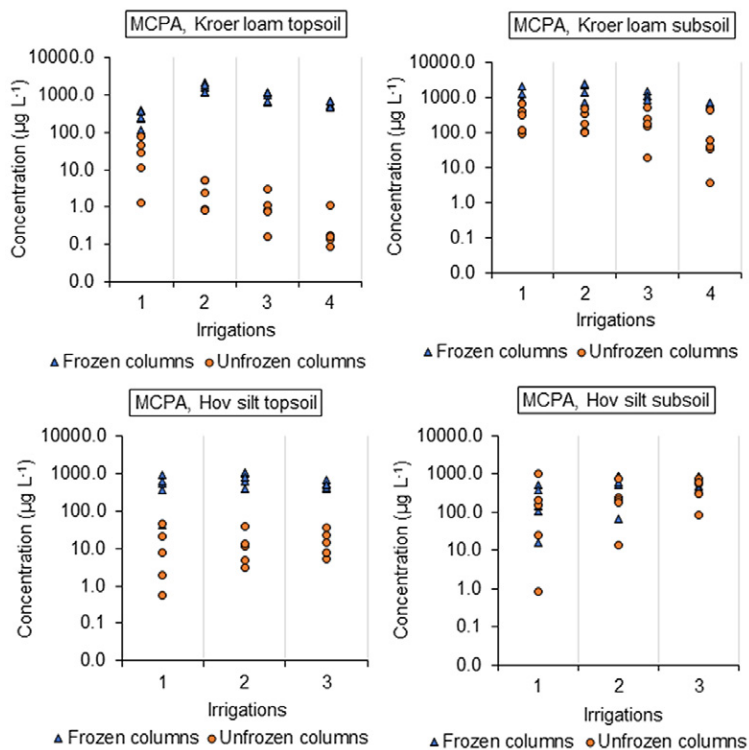 MCPA, Kroer loam topsoil
Concentration (µg L⁻¹)
10000.0
1000.0
100.0
10.0
1.0
0.1
0.0
1 2 3 4
Irrigations
Frozen columns Unfrozen columns
MCPA, Kroer loam subsoil
Concentration (µg L⁻¹)
10000.0
1000.0
100.0
10.0
1.0
0.1
0.0
1 2 3 4
Irrigations
Frozen columns Unfrozen columns
MCPA, Hov silt topsoil
Concentration (µg L⁻¹)
10000.0
1000.0
100.0
10.0
1.0
0.1
0.0
1 2 3
Irrigations
Frozen columns Unfrozen columns
MCPA, Hov silt subsoil
Concentration (µg L⁻¹)
10000.0
1000.0
100.0
10.0
1.0
0.1
0.0
1 2 3
Irrigations
Frozen columns Unfrozen columns